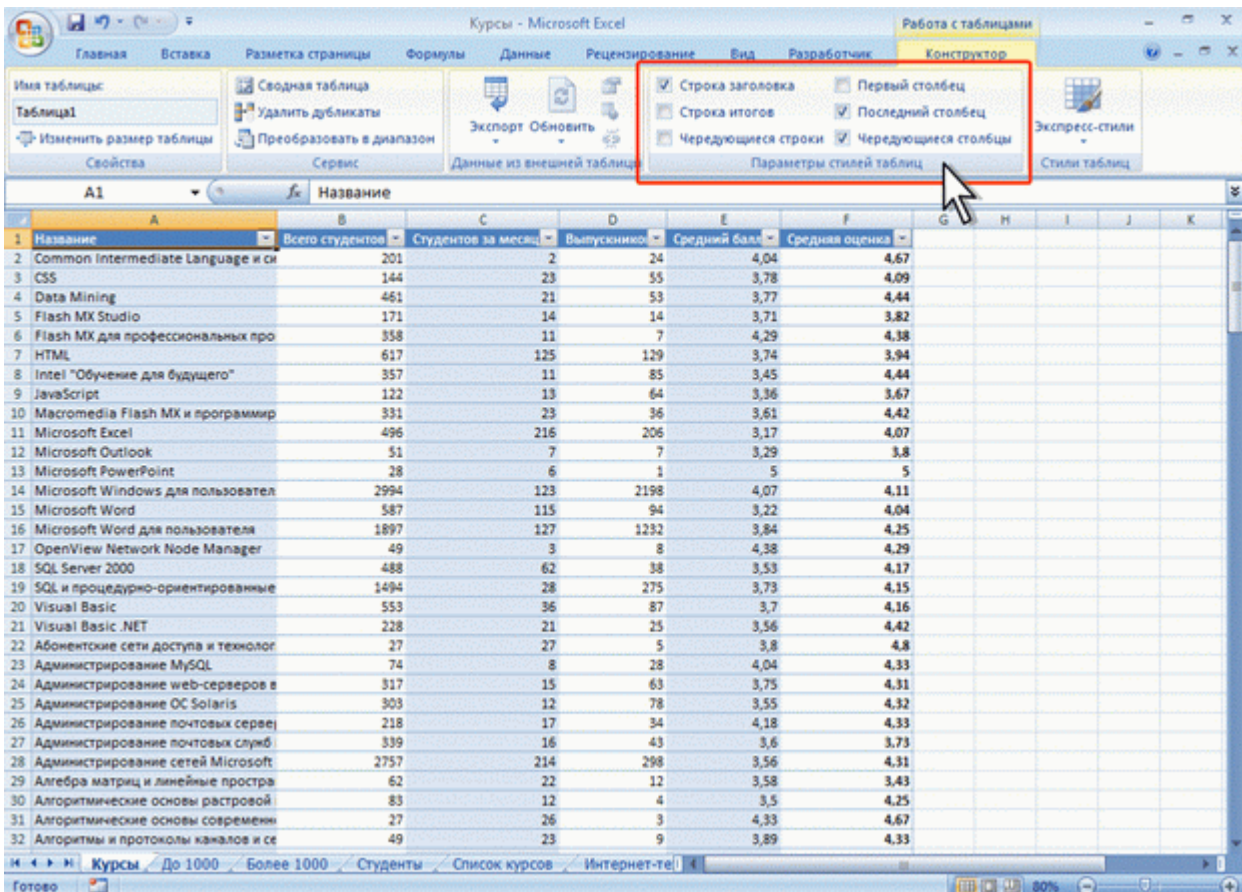 Курсы - Microsoft Excel
Работа с таблицами
Главная Вставка Разметка страницы Формулы Данные Рецензирование Вид Разработчик Конструктор
Имя таблицы: Сводная таблица Строка заголовка Первый столбец
Таблица1 Удалить дубликаты Экспорт Обновить Строка итогов Последний столбец Экспресс-стили
Изменить размер таблицы Преобразовать в диапазон Чередующиеся строки Чередующиеся столбцы
Свойства Сервис Данные из внешней таблицы Параметры стилей таблиц Стили таблиц
A1 fx Название
A B C D E F G H I J K
1 Название Всего студентов Студентов за месяц Выпускнико Средний балл Средняя оценка
2 Common Intermediate Language и си 201 2 24 4,04 4,67
3 CSS 144 23 55 3,78 4,09
4 Data Mining 461 21 53 3,77 4,44
5 Flash MX Studio 171 14 14 3,71 3,82
6 Flash MX для профессиональных про 358 11 7 4,29 4,38
7 HTML 617 125 129 3,74 3,94
8 Intel "Обучение для будущего" 357 11 85 3,45 4,44
9 JavaScript 122 13 64 3,36 3,67
10 Macromedia Flash MX и программир 331 23 36 3,61 4,42
11 Microsoft Excel 496 216 206 3,17 4,07
12 Microsoft Outlook 51 7 7 3,29 3,8
13 Microsoft PowerPoint 28 6 1 5 5
14 Microsoft Windows для пользовател 2994 123 2198 4,07 4,11
15 Microsoft Word 587 115 94 3,22 4,04
16 Microsoft Word для пользователя 1897 127 1232 3,84 4,25
17 OpenView Network Node Manager 49 3 8 4,38 4,29
18 SQL Server 2000 488 62 38 3,53 4,17
19 SQL и процедурно-ориентированные 1494 28 275 3,73 4,15
20 Visual Basic 553 36 87 3,7 4,16
21 Visual Basic .NET 228 21 25 3,56 4,42
22 Абонентские сети доступа и технолог 27 27 5 3,8 4,8
23 Администрирование MySQL 74 8 28 4,04 4,33
24 Администрирование web-серверов в 317 15 63 3,75 4,31
25 Администрирование ОС Solaris 303 12 78 3,55 4,32
26 Администрирование почтовых сервер 218 17 34 4,18 4,33
27 Администрирование почтовых служб 339 16 43 3,6 3,73
28 Администрирование сетей Microsoft 2757 214 298 3,56 4,31
29 Алгебра матриц и линейные простра 62 22 12 3,58 3,43
30 Алгоритмические основы растровой 83 12 4 3,5 4,25
31 Алгоритмические основы современн 27 26 3 4,33 4,67
32 Алгоритмы и протоколы каналов и се 49 23 9 3,89 4,33
Курсы До 1000 Более 1000 Студенты Список курсов Интернет-те
Готово 80%